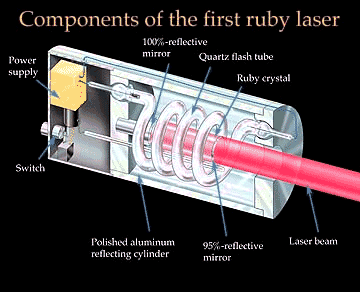 Components of the first ruby laser
100%-reflective
mirror
Quartz flash tube
Power
supply
Ruby crystal
Switch
Polished aluminum
reflecting cylinder
95%-reflective
mirror
Laser beam